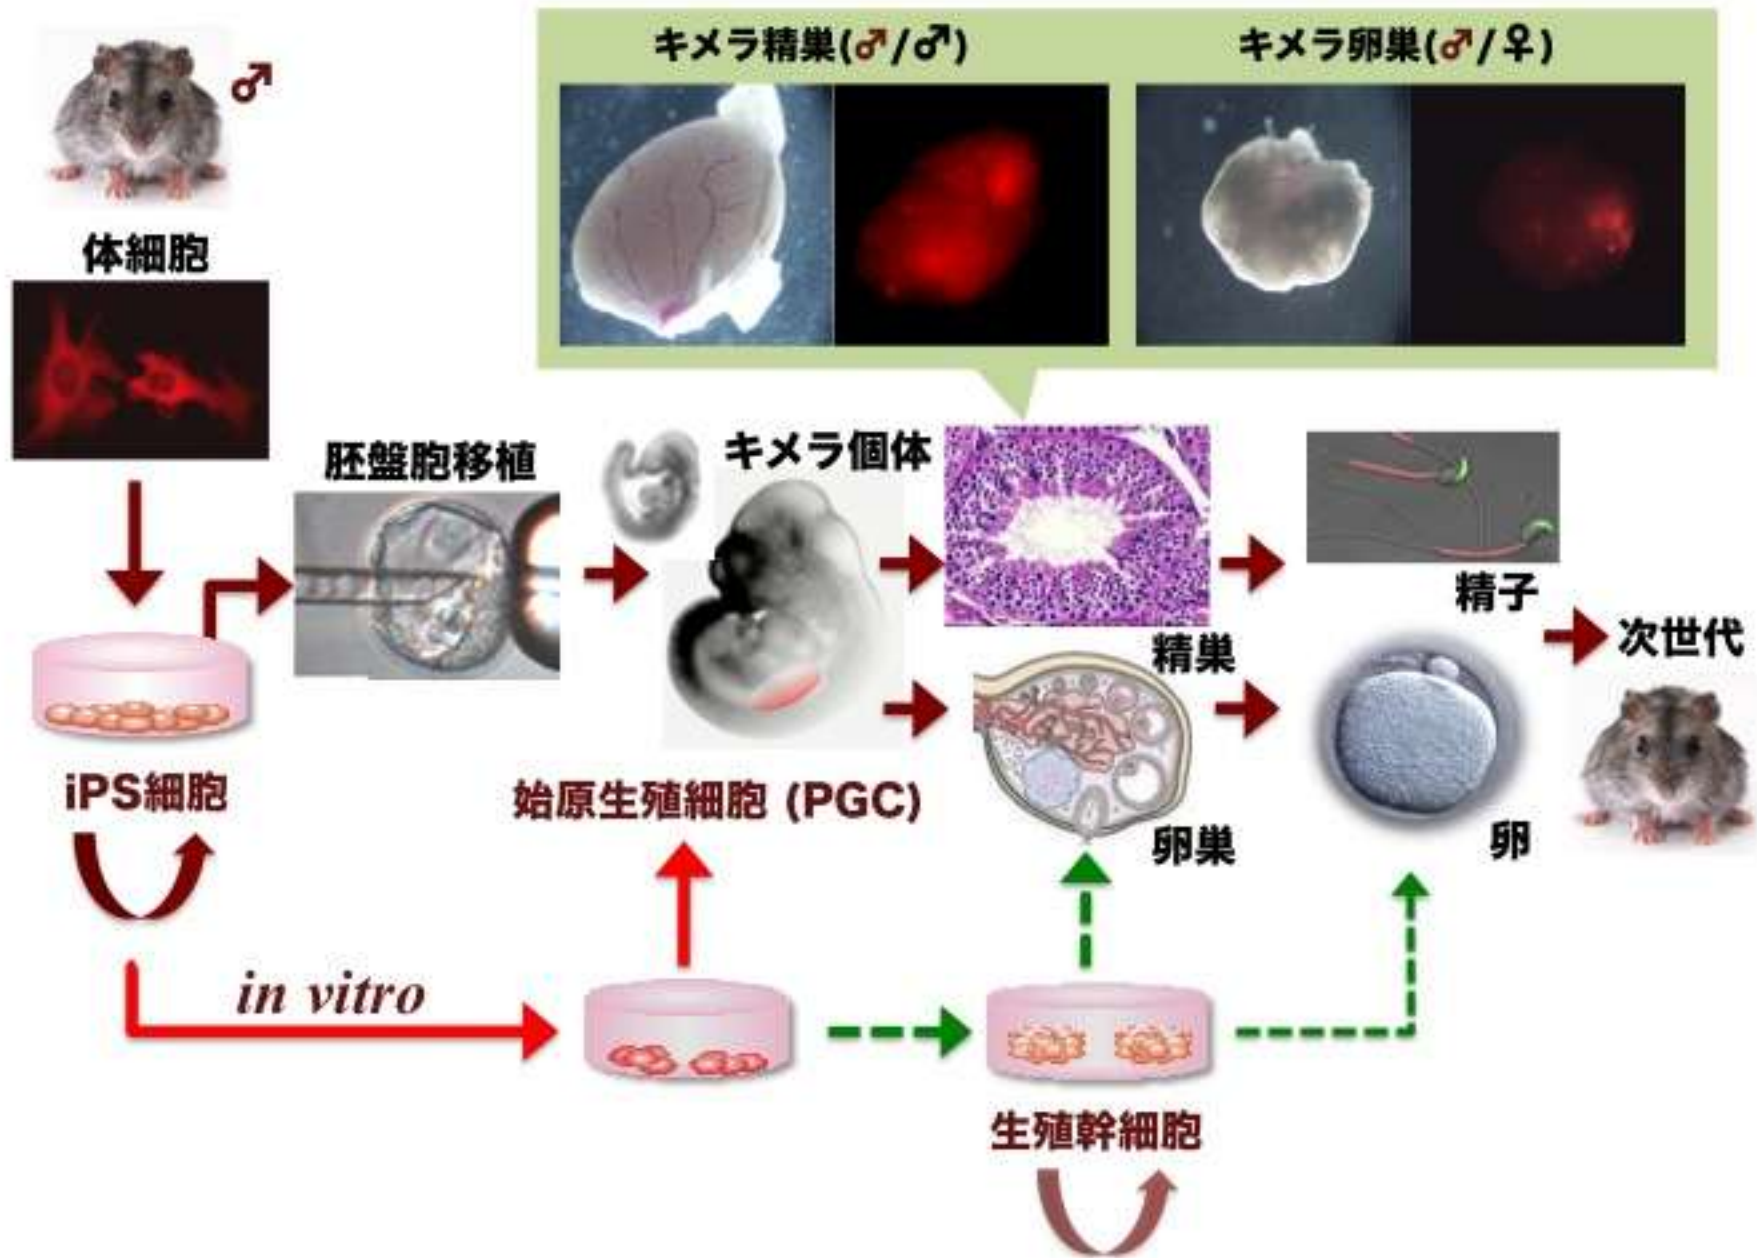 キメラ精巣(♂/♂)
キメラ卵巣(♂/♀)
♂
体細胞
胚盤胞移植
キメラ個体
精子
精巣
次世代
iPS細胞
始原生殖細胞 (PGC)
卵巣
卵
in vitro
生殖幹細胞